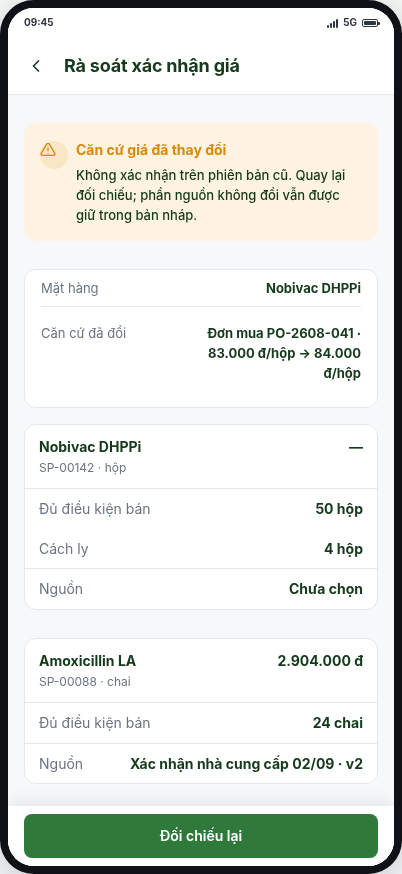 09:45
5G
Rà soát xác nhận giá
Căn cứ giá đã thay đổi
Không xác nhận trên phiên bản cũ. Quay lại
đối chiếu; phần nguồn không đổi vẫn được
giữ trong bản nháp.
Mặt hàng
Nobivac DHPPi
Căn cứ đã đổi
Đơn mua PO-2608-041 ·
83.000 đ/hộp → 84.000
đ/hộp
Nobivac DHPPi
—
SP-00142 · hộp
Đủ điều kiện bán
50 hộp
Cách ly
4 hộp
Nguồn
Chưa chọn
Amoxicillin LA
2.904.000 đ
SP-00088 · chai
Đủ điều kiện bán
24 chai
Nguồn
Xác nhận nhà cung cấp 02/09 · v2
Đối chiếu lại